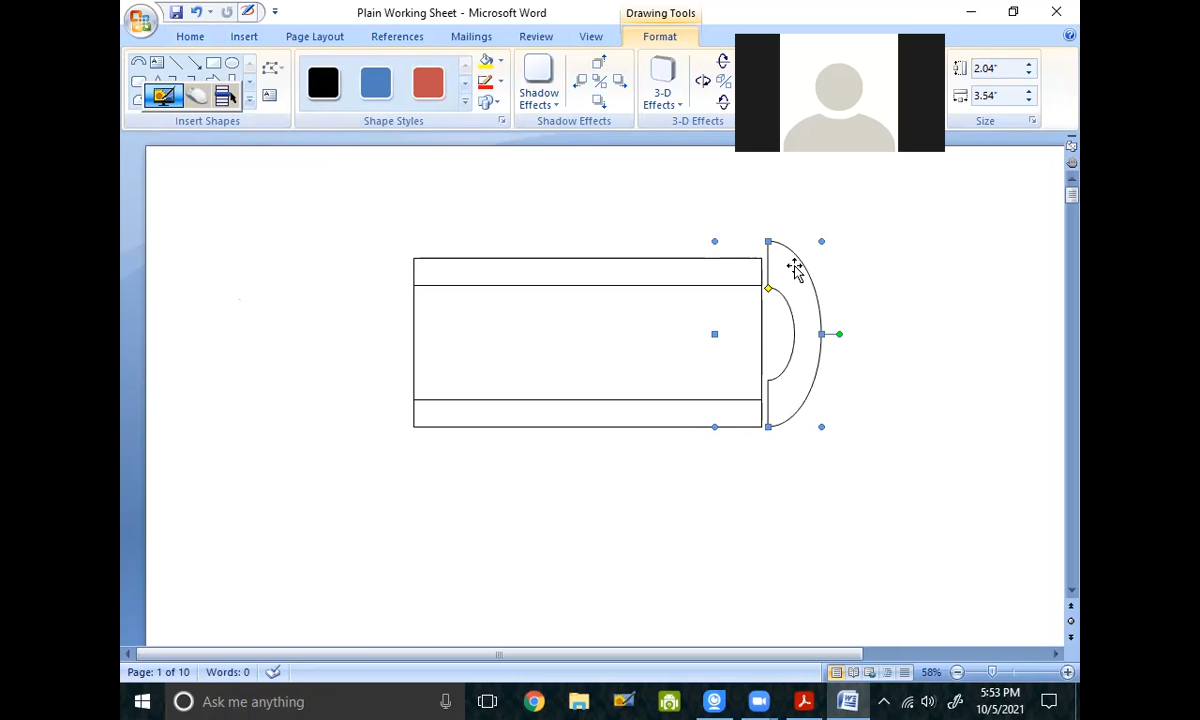 Plain Working Sheet - Microsoft Word
Drawing Tools
Home
Insert
Page Layout
References
Mailings
Review
View
Format
Shadow
Effects
3-D
Effects
2.04"
3.54"
Insert Shapes
Shape Styles
Shadow Effects
3-D Effects
Size
Page: 1 of 10
Words: 0
58%
Ask me anything
5:53 PM
10/5/2021